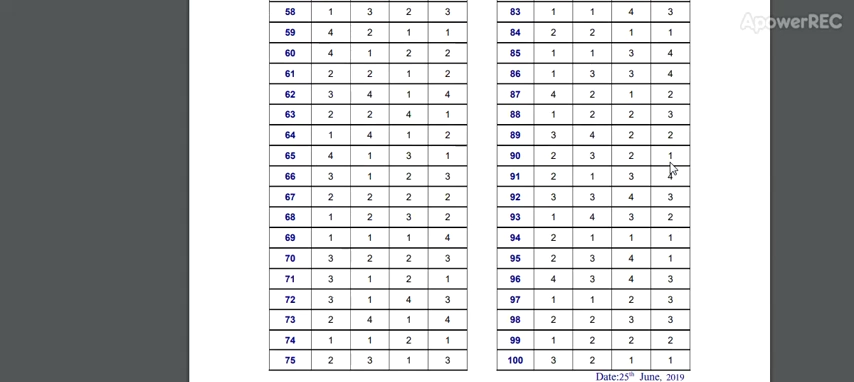 ApowerREC
58 1 3 2 3
59 4 2 1 1
60 4 1 2 2
61 2 2 1 2
62 3 4 1 4
63 2 2 4 1
64 1 4 1 2
65 4 1 3 1
66 3 1 2 3
67 2 2 2 2
68 1 2 3 2
69 1 1 1 4
70 3 2 2 3
71 3 1 2 1
72 3 1 4 3
73 2 4 1 4
74 1 1 2 1
75 2 3 1 3
83 1 1 4 3
84 2 2 1 1
85 1 1 3 4
86 1 3 3 4
87 4 2 1 2
88 1 2 2 3
89 3 4 2 2
90 2 3 2 1
91 2 1 3 4
92 3 3 4 3
93 1 4 3 2
94 2 1 1 1
95 2 3 4 1
96 4 3 4 3
97 1 1 2 3
98 2 2 3 3
99 1 2 2 2
100 3 2 1 1
Date:25th June, 2019